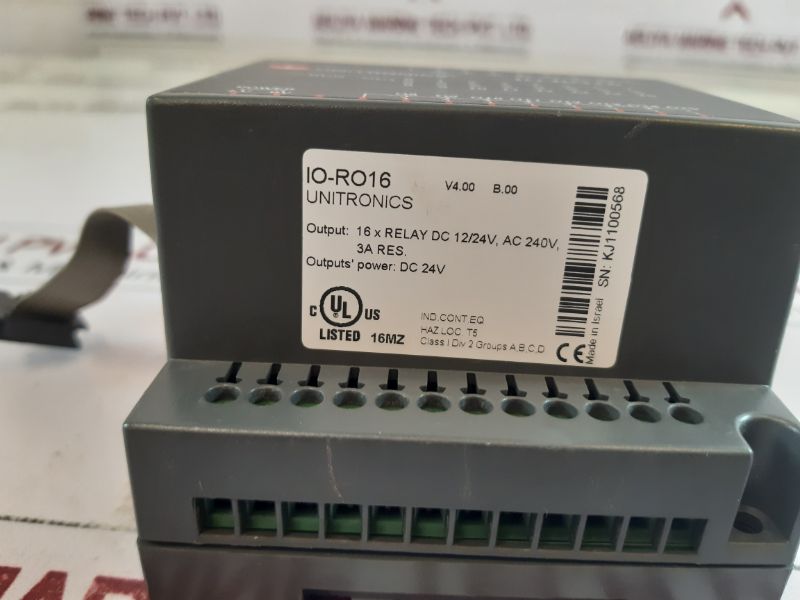 IO-RO16 V4.00 B.00
UNITRONICS
Output: 16 x RELAY DC 12/24V, AC 240V,
3A RES.
Outputs' power: DC 24V
C UL US
LISTED 16MZ
IND.CONT.EQ
HAZ.LOC. T5
Class I Div 2 Groups A,B,C,D
CE
Made in Israel SN: KJ1100568